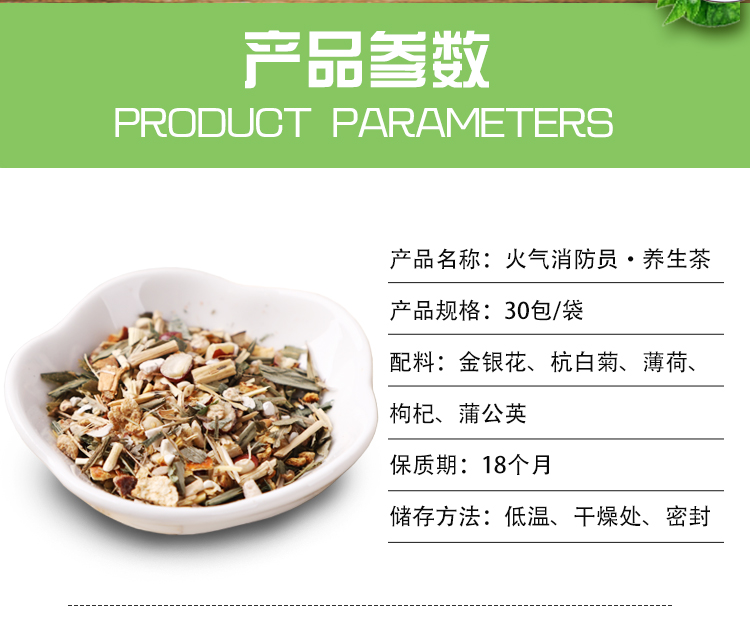 产品参数
PRODUCT PARAMETERS
产品名称：火气消防员·养生茶
产品规格：30包/袋
配料：金银花、杭白菊、薄荷、
枸杞、蒲公英
保质期：18个月
储存方法：低温、干燥处、密封